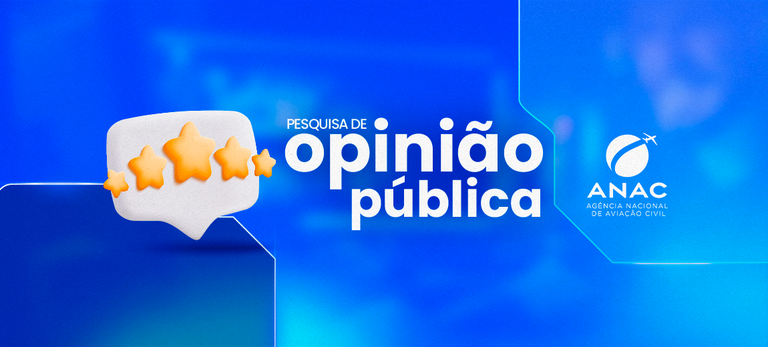 PESQUISA DE
opinião
pública
ANAC
AGÊNCIA NACIONAL
DE AVIAÇÃO CIVIL